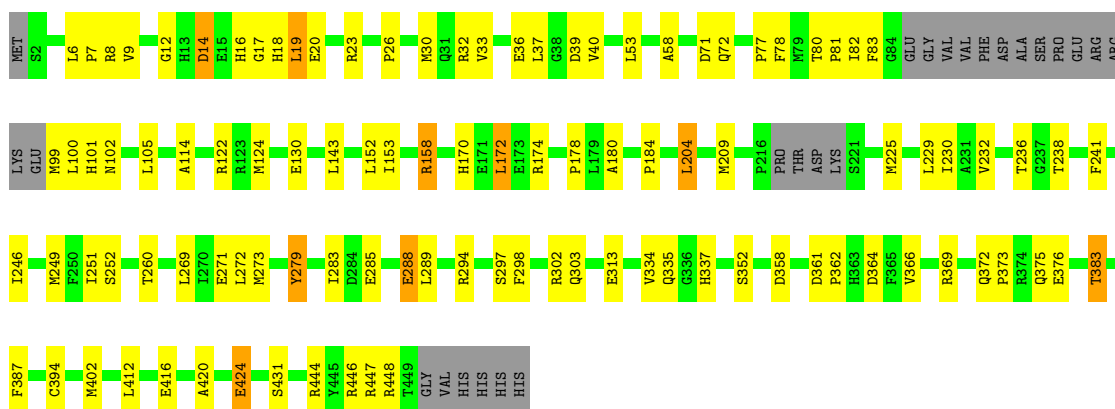 MET S2 L6 P7 R8 V9 G12 H13 D14 E15 H16 G17 H18 L19 E20 R23 P26 M30 Q31 R32 V33 E36 L37 G38 D39 V40 L53 A58 D71 Q72 P77 F78 M79 T80 P81 I82 F83 G84 GLU GLY VAL VAL PHE ASP ALA SER PRO GLU ARG ARG
LYS GLU M99 L100 H101 N102 L105 A114 R122 R123 M124 E130 L143 L152 I153 R158 H170 E171 L172 E173 R174 P178 L179 A180 P184 L204 M209 P216 PRO THR ASP LYS S221 M225 L229 I230 A231 V232 T236 G237 T238 F241
I246 M249 F250 I251 S252 T260 L269 I270 E271 L272 M273 Y279 I283 D284 E285 E288 L289 R294 S297 F298 R302 Q303 E313 V334 Q335 G336 H337 S352 D358 D361 P362 H363 D364 F365 V366 R369 Q372 P373 R374 Q375 E376 T383
F387 C394 M402 L412 E416 A420 E424 S431 R444 Y445 R446 R447 R448 T449 GLY VAL HIS HIS HIS HIS